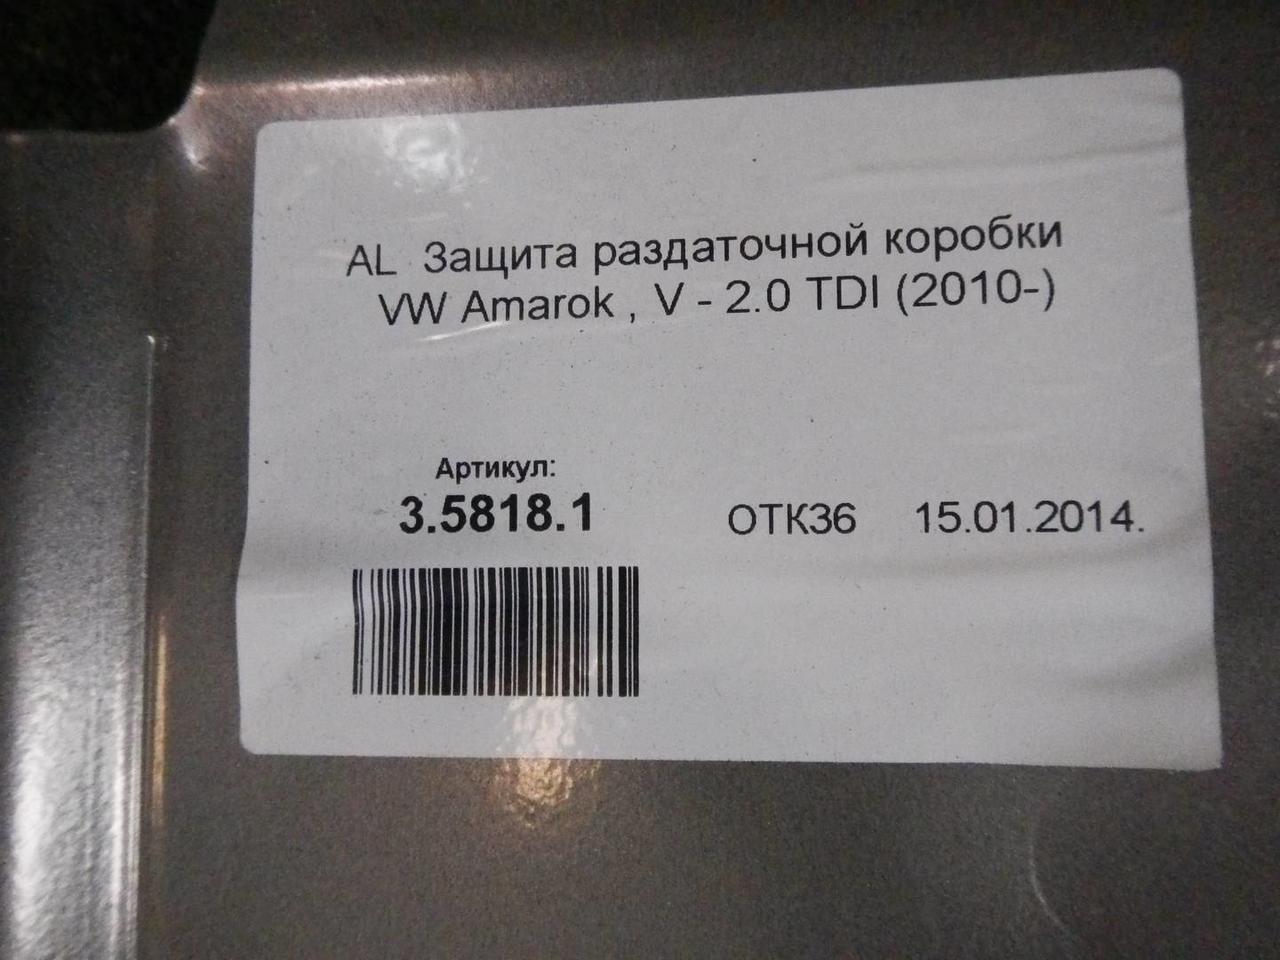 AL Защита раздаточной коробки
VW Amarok , V - 2.0 TDI (2010-)
Артикул:
3.5818.1
ОТК36 15.01.2014.